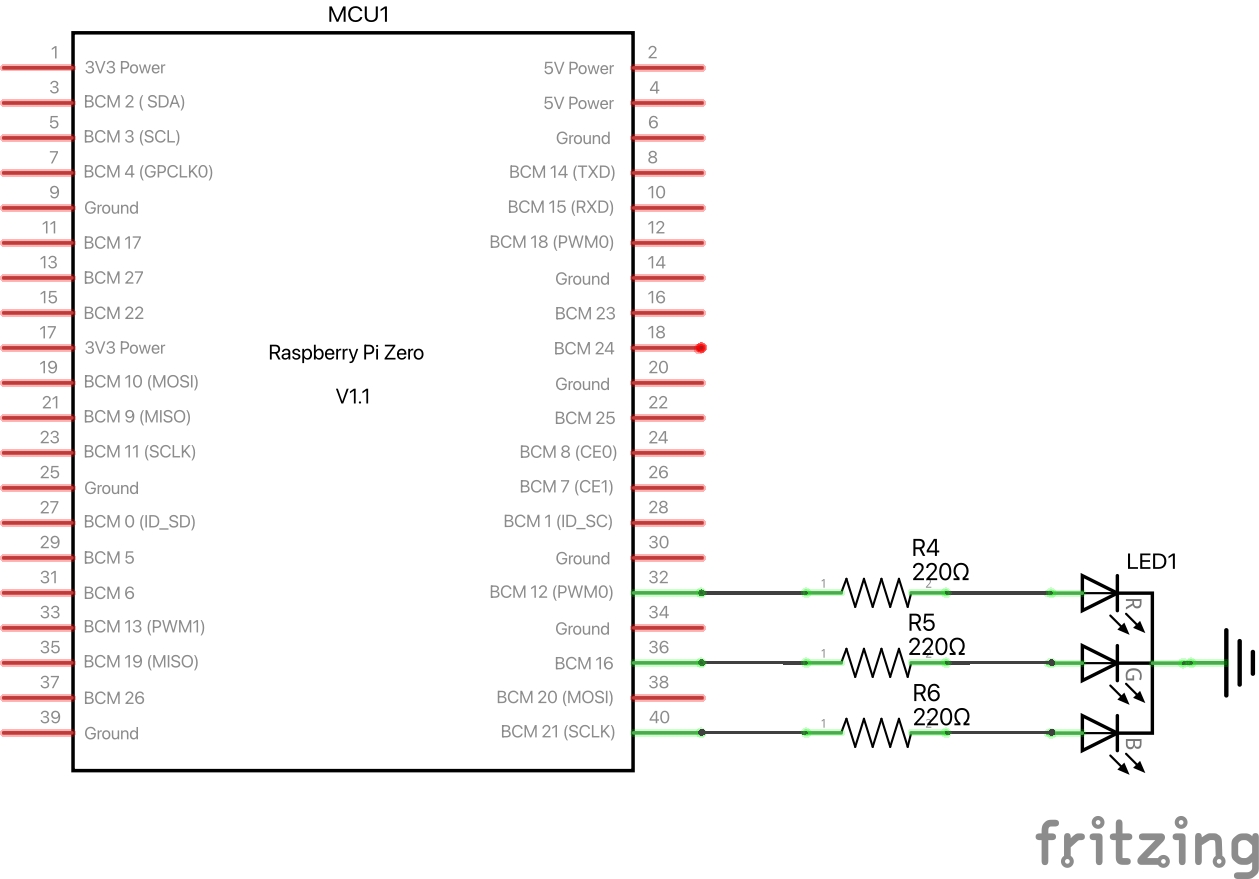 MCU1
1 2
3V3 Power 5V Power
3 4
BCM 2 ( SDA) 5V Power
5 6
BCM 3 (SCL) Ground
7 8
BCM 4 (GPCLK0) BCM 14 (TXD)
9 10
Ground BCM 15 (RXD)
11 12
BCM 17 BCM 18 (PWM0)
13 14
BCM 27 Ground
15 16
BCM 22 BCM 23
17 18
3V3 Power Raspberry Pi Zero BCM 24
19 20
BCM 10 (MOSI) Ground
V1.1
21 22
BCM 9 (MISO) BCM 25
23 24
BCM 11 (SCLK) BCM 8 (CE0)
25 26
Ground BCM 7 (CE1)
27 28
BCM 0 (ID_SD) BCM 1 (ID_SC)
29 30
BCM 5 Ground
R4
LED1
220Ω
31 32
BCM 6 BCM 12 (PWM0) 1 2
R
33 34
BCM 13 (PWM1) Ground
R5
220Ω
35 36
BCM 19 (MISO) BCM 16 1 2
G
37 38
BCM 26 BCM 20 (MOSI)
R6
220Ω
39 40
Ground BCM 21 (SCLK) 1 2
B
fritzing